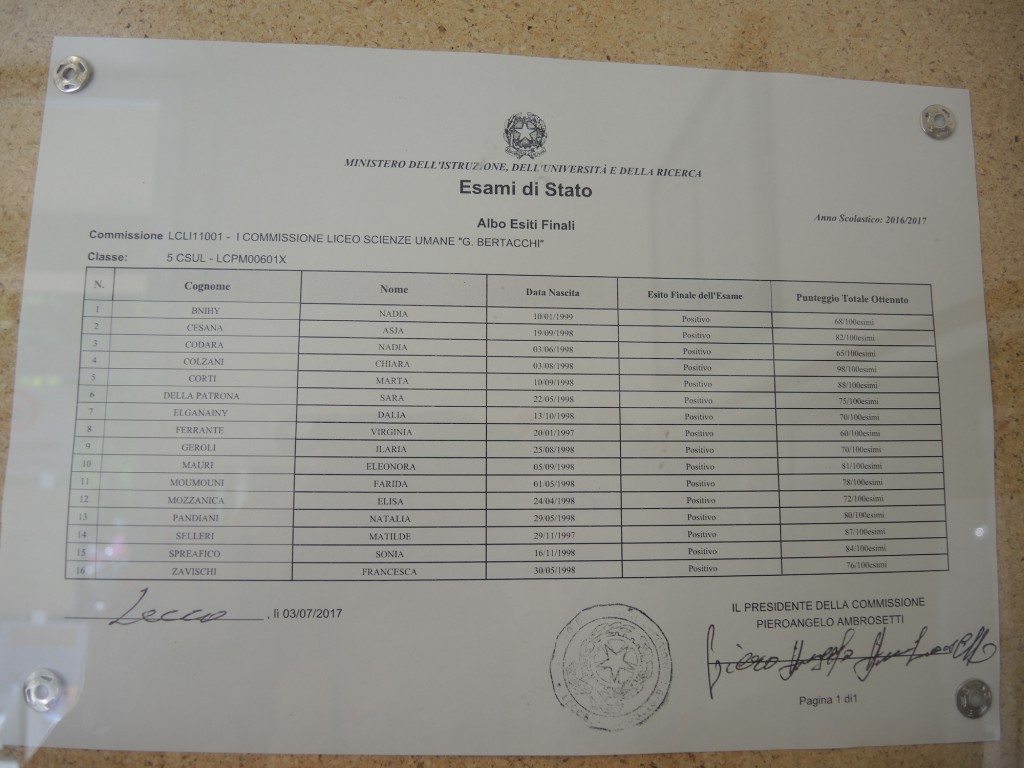 MINISTERO DELL'ISTRUZIONE, DELL'UNIVERSITÀ E DELLA RICERCA
Esami di Stato
Albo Esiti Finali
Anno Scolastico: 2016/2017
Commissione LCLI11001 - I COMMISSIONE LICEO SCIENZE UMANE "G. BERTACCHI"
Classe: 5 CSUL - LCPM00601X
N. Cognome Nome Data Nascita Esito Finale dell'Esame Punteggio Totale Ottenuto
1 BNIHY NADIA 10/01/1999 Positivo 68/100esimi
2 CESANA ASJA 19/09/1998 Positivo 82/100esimi
3 CODARA NADIA 03/06/1998 Positivo 65/100esimi
4 COLZANI CHIARA 03/08/1998 Positivo 98/100esimi
5 CORTI MARTA 10/09/1998 Positivo 88/100esimi
6 DELLA PATRONA SARA 22/05/1998 Positivo 75/100esimi
7 ELGANAINY DALIA 13/10/1998 Positivo 70/100esimi
8 FERRANTE VIRGINIA 20/01/1997 Positivo 60/100esimi
9 GEROLI ILARIA 25/08/1998 Positivo 70/100esimi
10 MAURI ELEONORA 05/09/1998 Positivo 81/100esimi
11 MOUMOUNI FARIDA 01/05/1998 Positivo 78/100esimi
12 MOZZANICA ELISA 24/04/1998 Positivo 72/100esimi
13 PANDIANI NATALIA 29/05/1998 Positivo 80/100esimi
14 SELLERI MATILDE 29/11/1997 Positivo 87/100esimi
15 SPREAFICO SONIA 16/11/1998 Positivo 84/100esimi
16 ZAVISCHI FRANCESCA 30/05/1998 Positivo 76/100esimi
Lecco, lì 03/07/2017
IL PRESIDENTE DELLA COMMISSIONE
PIEROANGELO AMBROSETTI
Pieroangelo Ambrosetti
Pagina 1 di1